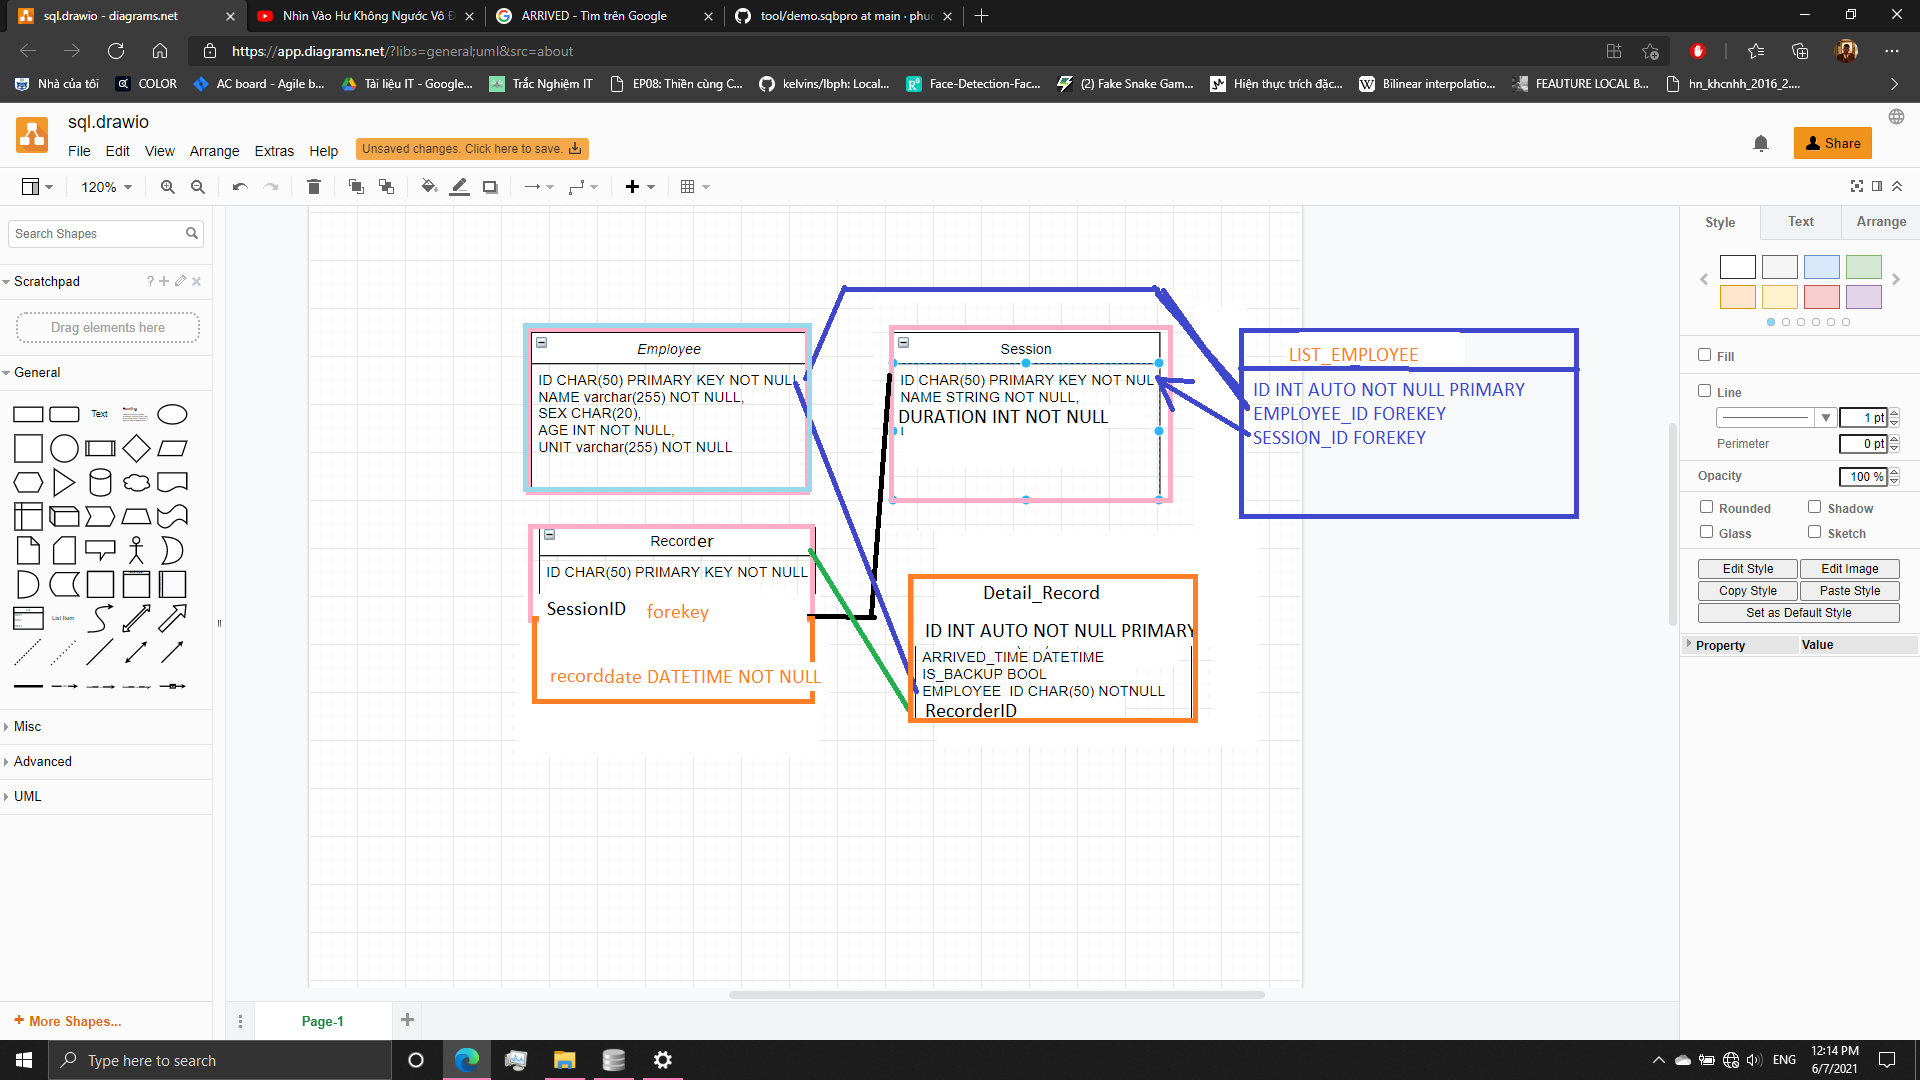 sql.drawio - diagrams.net
Nhìn Vào Hư Không Ngước Vô
ARRIVED - Tìm trên Google
tool/demo.sqbpro at main · phuc
https://app.diagrams.net/?libs=general;uml&src=about
Nhà của tôi
COLOR
AC board - Agile b...
Tài liệu IT - Google...
Trắc Nghiệm IT
EP08: Thiền cùng C...
kelvins/lbph: Local...
Face-Detection-Fac...
(2) Fake Snake Gam...
Hiện thực trích đặc...
Bilinear interpolatio...
FEAUTURE LOCAL B...
hn_khcnhh_2016_2....
sql.drawio
File Edit View Arrange Extras Help
Unsaved changes. Click here to save.
Share
120%
Search Shapes
Scratchpad
?
Drag elements here
General
Text
Heading
List Item
Misc
Advanced
UML
+ More Shapes...
Employee
ID CHAR(50) PRIMARY KEY NOT NULL
NAME varchar(255) NOT NULL,
SEX CHAR(20),
AGE INT NOT NULL,
UNIT varchar(255) NOT NULL
Session
ID CHAR(50) PRIMARY KEY NOT NUL
NAME STRING NOT NULL,
DURATION INT NOT NULL
LIST_EMPLOYEE
ID INT AUTO NOT NULL PRIMARY
EMPLOYEE_ID FOREKEY
SESSION_ID FOREKEY
Recorder
ID CHAR(50) PRIMARY KEY NOT NULL
SessionID forekey
recorddate DATETIME NOT NULL
Detail_Record
ID INT AUTO NOT NULL PRIMARY
ARRIVED_TIME DATETIME
IS_BACKUP BOOL
EMPLOYEE_ID CHAR(50) NOTNULL
RecorderID
Style Text Arrange
Fill
Line
1 pt
Perimeter
0 pt
Opacity
100 %
Rounded
Shadow
Glass
Sketch
Edit Style
Edit Image
Copy Style
Paste Style
Set as Default Style
Property
Value
Page-1
Type here to search
ENG
12:14 PM
6/7/2021